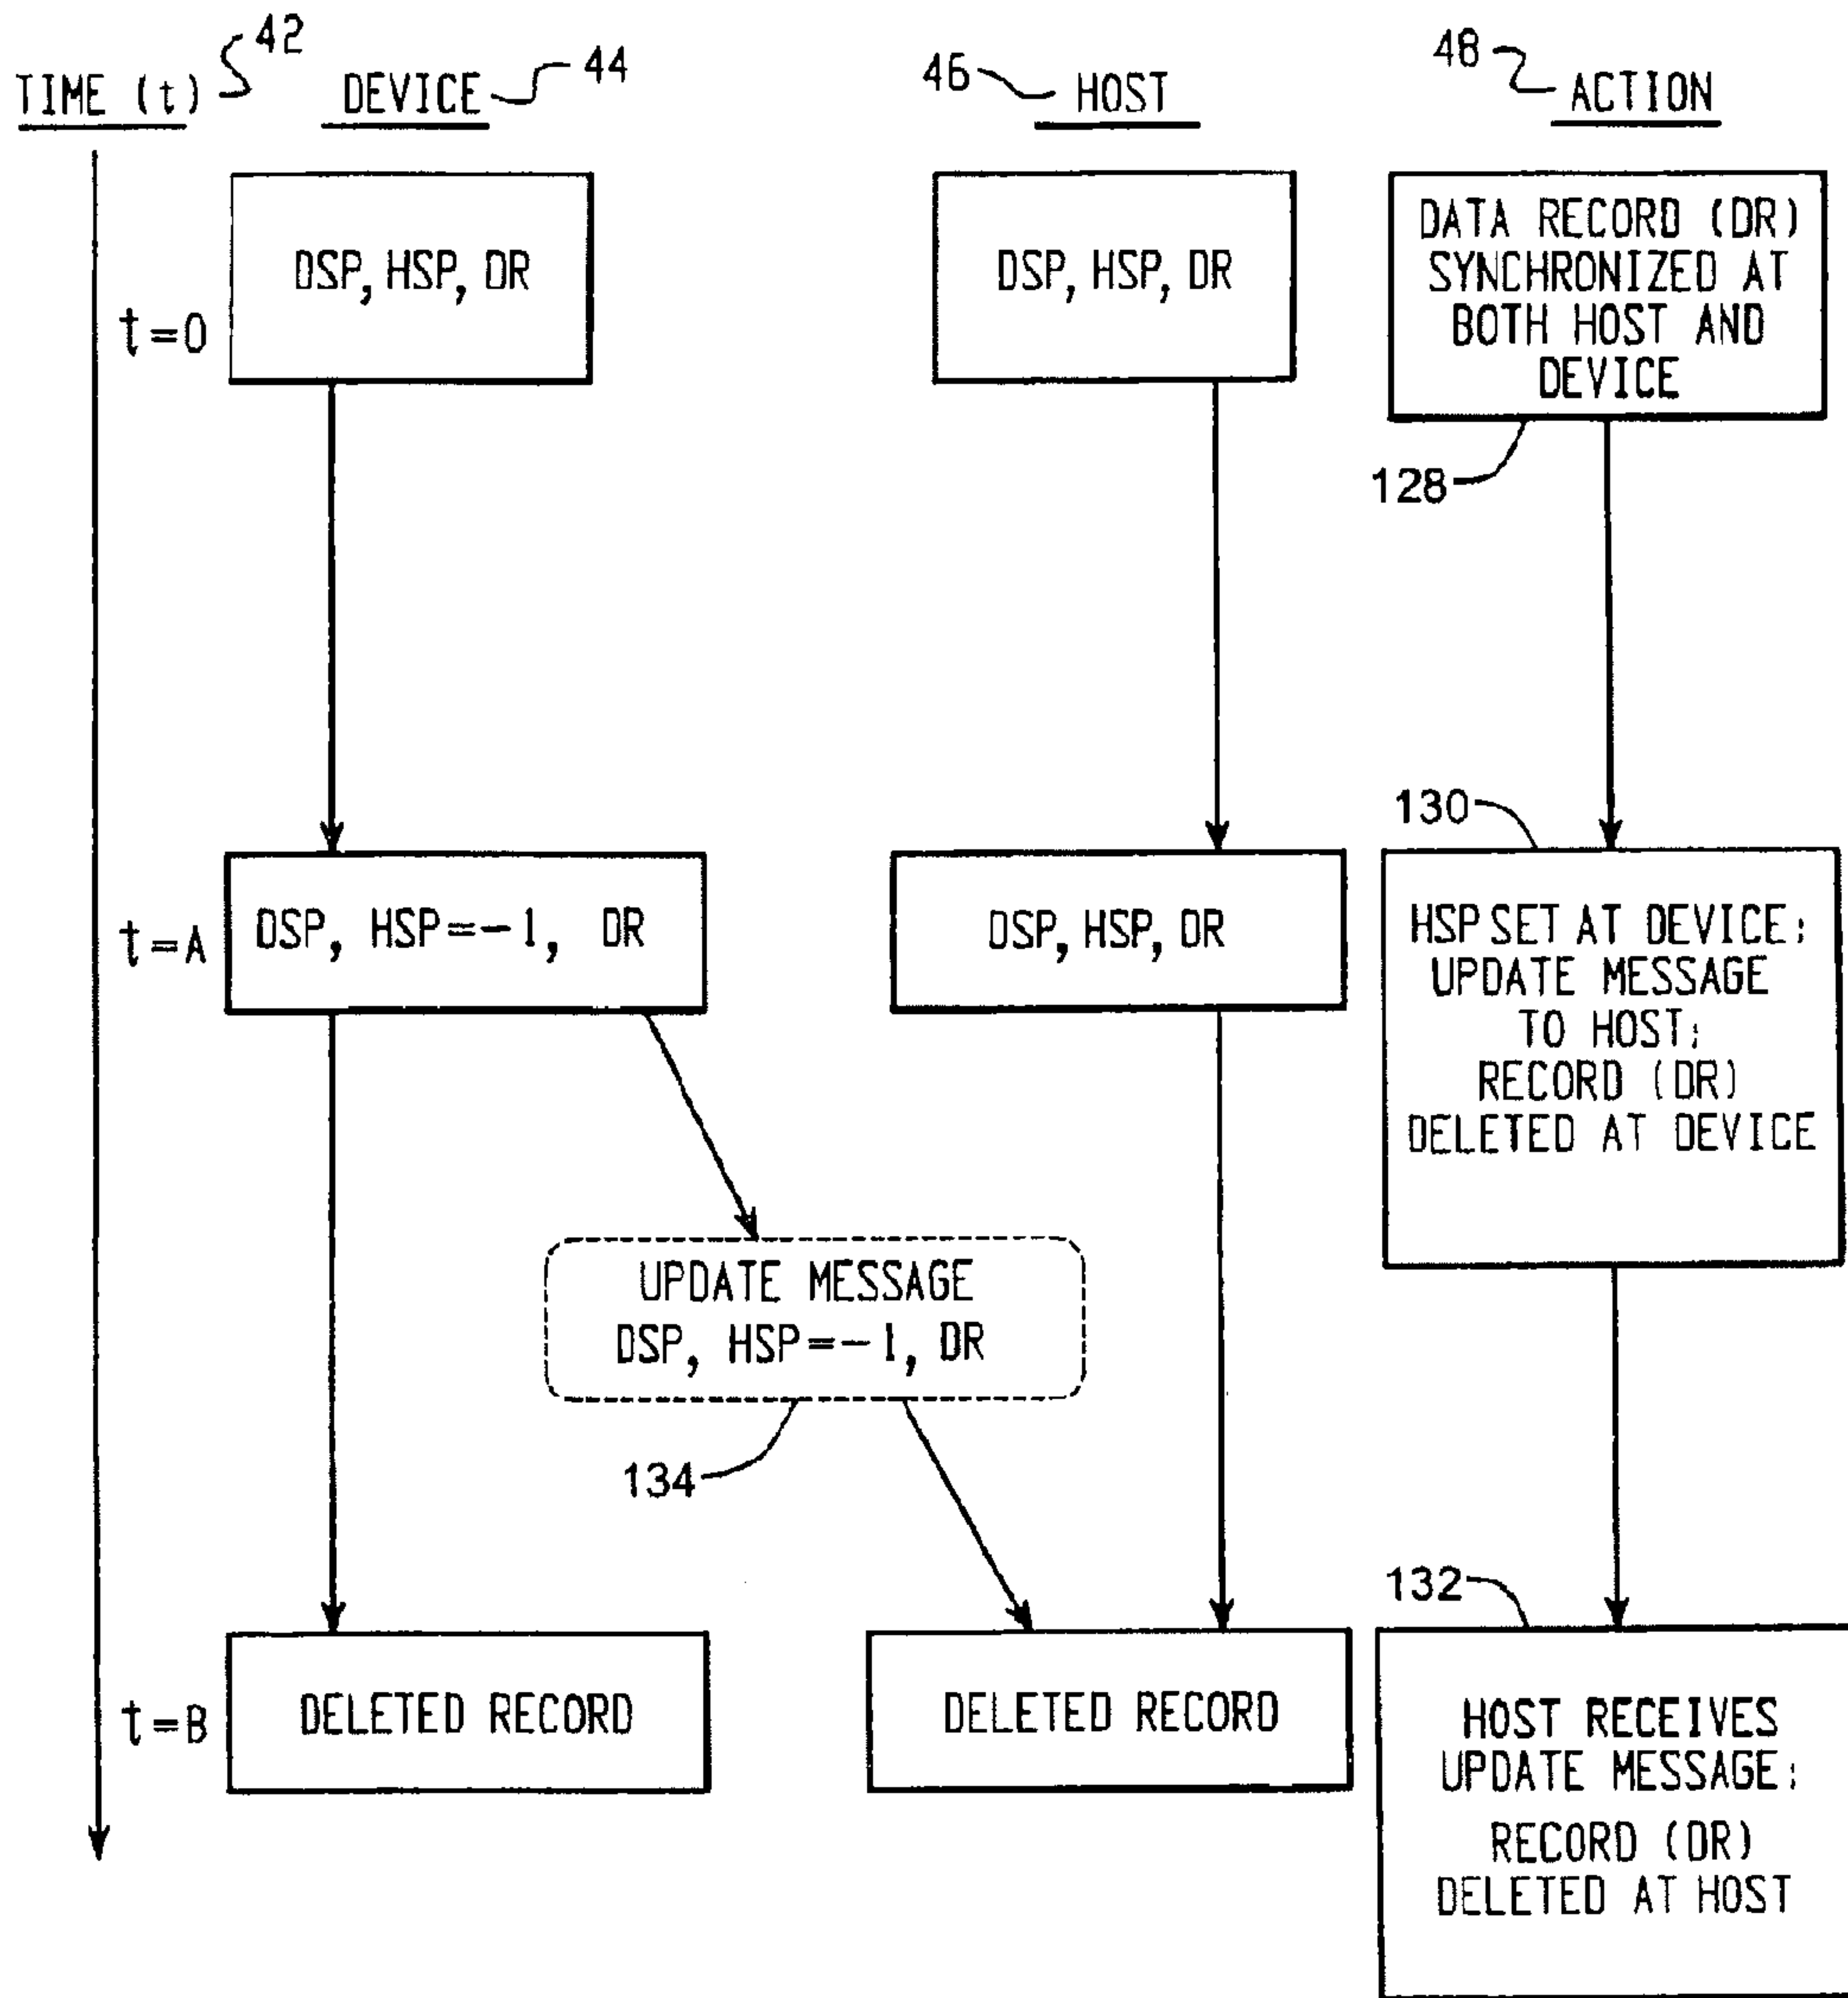 TIME (t) 42
DEVICE 44
46 HOST
48 ACTION
t=0
DSP, HSP, DR
DSP, HSP, DR
DATA RECORD (DR)
SYNCHRONIZED AT
BOTH HOST AND
DEVICE
128
t=A
DSP, HSP=-1, DR
DSP, HSP, DR
130
HSP SET AT DEVICE;
UPDATE MESSAGE
TO HOST;
RECORD (DR)
DELETED AT DEVICE
UPDATE MESSAGE
DSP, HSP=-1, DR
134
t=B
DELETED RECORD
DELETED RECORD
132
HOST RECEIVES
UPDATE MESSAGE;
RECORD (DR)
DELETED AT HOST